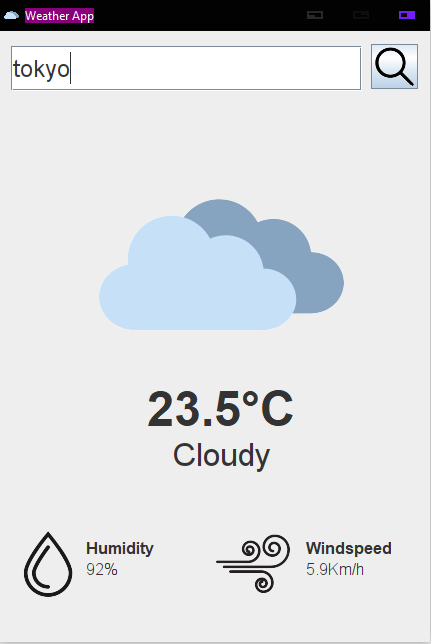 Weather App
tokyo
23.5°C
Cloudy
Humidity
92%
Windspeed
5.9Km/h